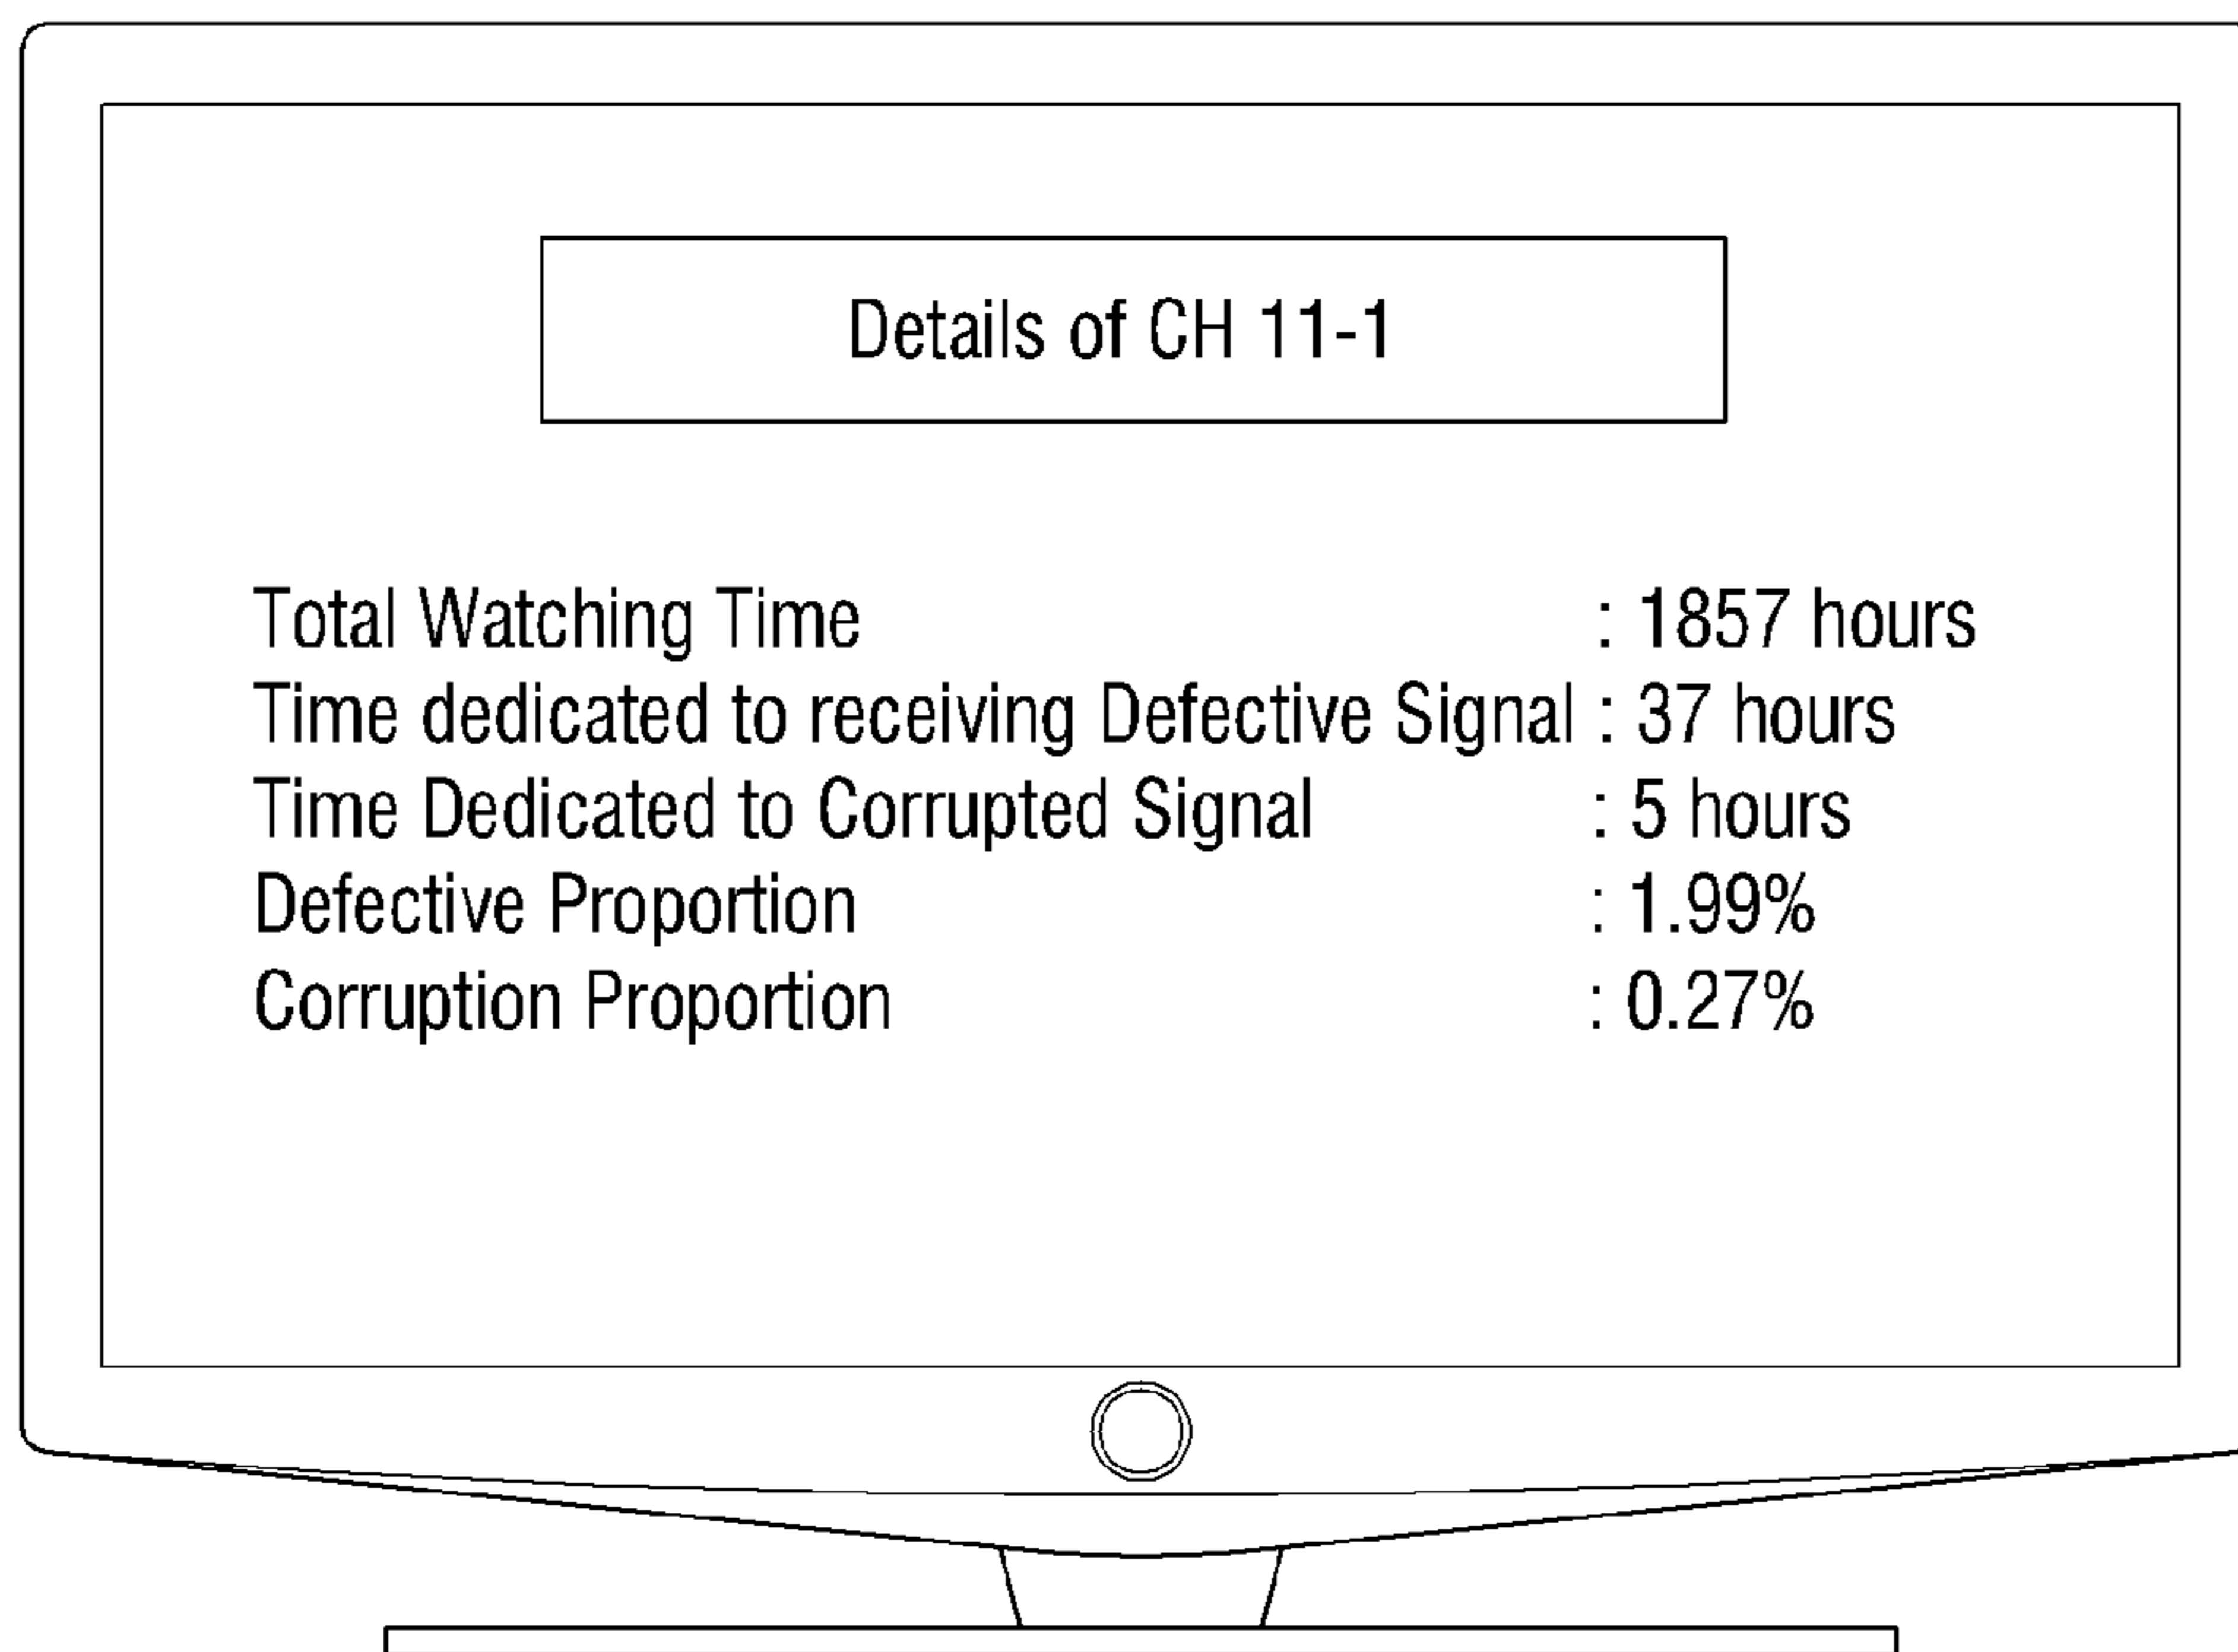 Details of CH 11-1
Total Watching Time : 1857 hours
Time dedicated to receiving Defective Signal : 37 hours
Time Dedicated to Corrupted Signal : 5 hours
Defective Proportion : 1.99%
Corruption Proportion : 0.27%